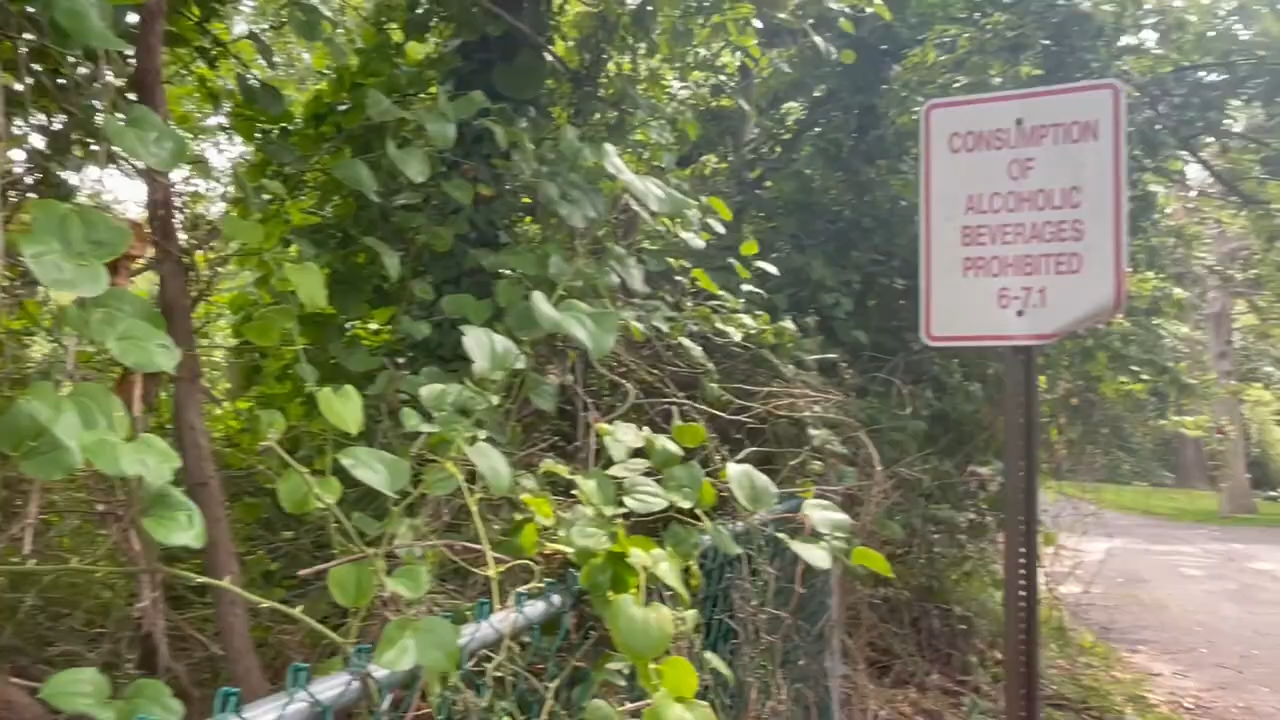 CONSUMPTION
OF
ALCOHOLIC
BEVERAGES
PROHIBITED
6-7.1